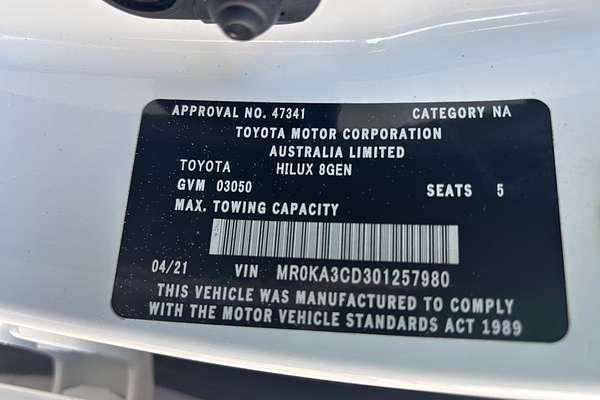 APPROVAL NO. 47341 CATEGORY NA
TOYOTA MOTOR CORPORATION
AUSTRALIA LIMITED
TOYOTA HILUX 8GEN
GVM 03050 SEATS 5
MAX. TOWING CAPACITY
04/21 VIN MR0KA3CD301257980
THIS VEHICLE WAS MANUFACTURED TO COMPLY
WITH THE MOTOR VEHICLE STANDARDS ACT 1989